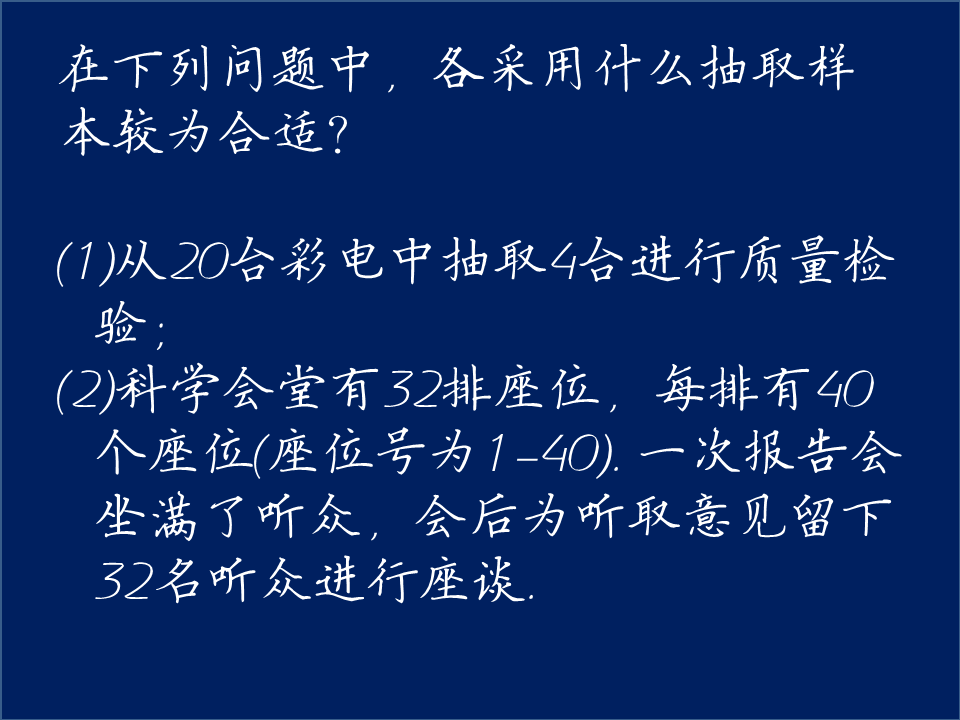 在下列问题中，各采用什么抽取样
本较为合适?
(1)从20台彩电中抽取4台进行质量检
验；
(2)科学会堂有32排座位，每排有40
个座位(座位号为1-40). 一次报告会
坐满了听众，会后为听取意见留下
32名听众进行座谈.